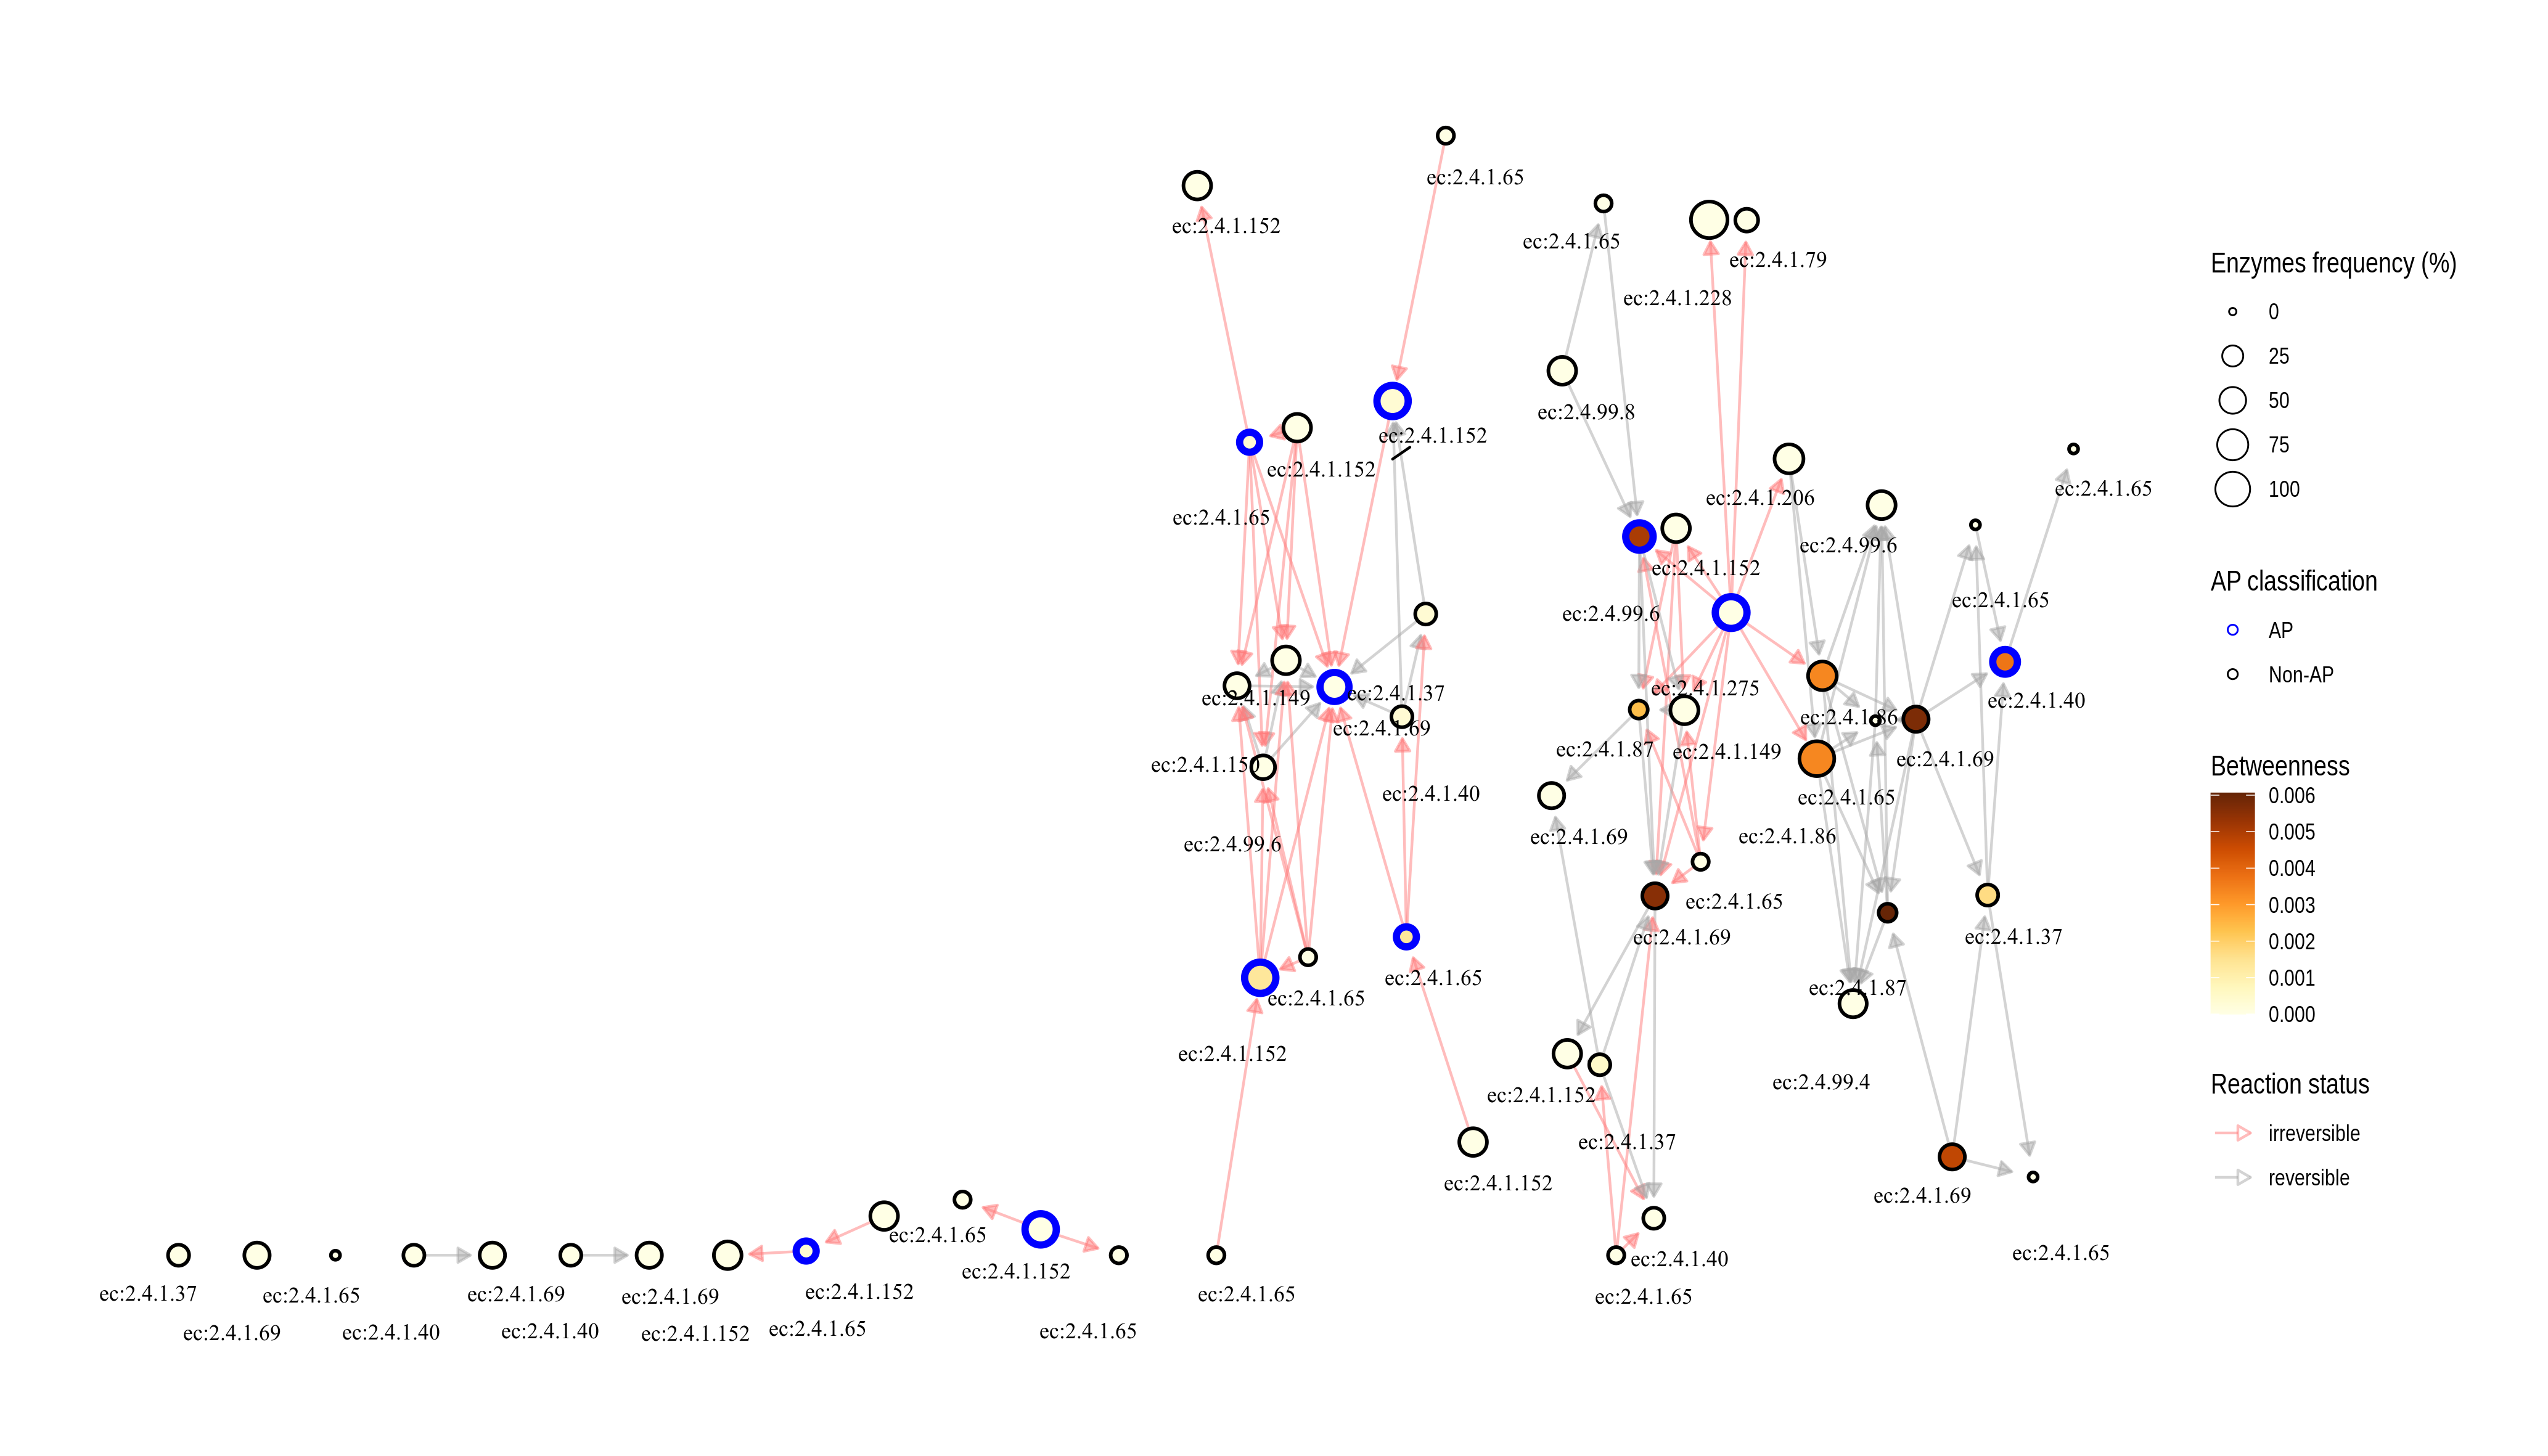 ec:2.4.1.65
ec:2.4.1.152
ec:2.4.1.65
ec:2.4.1.79
ec:2.4.1.228
ec:2.4.99.8
ec:2.4.1.152
ec:2.4.1.152
ec:2.4.1.65
ec:2.4.1.206
ec:2.4.1.65
ec:2.4.99.6
ec:2.4.1.152
ec:2.4.1.65
ec:2.4.99.6
ec:2.4.1.275
ec:2.4.1.37
ec:2.4.1.149
ec:2.4.1.40
ec:2.4.1.86
ec:2.4.1.69
ec:2.4.1.87
ec:2.4.1.149
ec:2.4.1.69
ec:2.4.1.150
ec:2.4.1.40
ec:2.4.1.65
ec:2.4.1.69
ec:2.4.1.86
ec:2.4.99.6
ec:2.4.1.65
ec:2.4.1.69
ec:2.4.1.37
ec:2.4.1.65
ec:2.4.1.87
ec:2.4.1.65
ec:2.4.1.152
ec:2.4.99.4
ec:2.4.1.152
ec:2.4.1.37
ec:2.4.1.152
ec:2.4.1.69
ec:2.4.1.65
ec:2.4.1.65
ec:2.4.1.40
ec:2.4.1.152
ec:2.4.1.152
ec:2.4.1.37
ec:2.4.1.65
ec:2.4.1.69
ec:2.4.1.69
ec:2.4.1.65
ec:2.4.1.65
ec:2.4.1.65
ec:2.4.1.69
ec:2.4.1.40
ec:2.4.1.40
ec:2.4.1.152
ec:2.4.1.65
Enzymes frequency (%)
0
25
50
75
100
AP classification
AP
Non-AP
Betweenness
0.006
0.005
0.004
0.003
0.002
0.001
0.000
Reaction status
irreversible
reversible